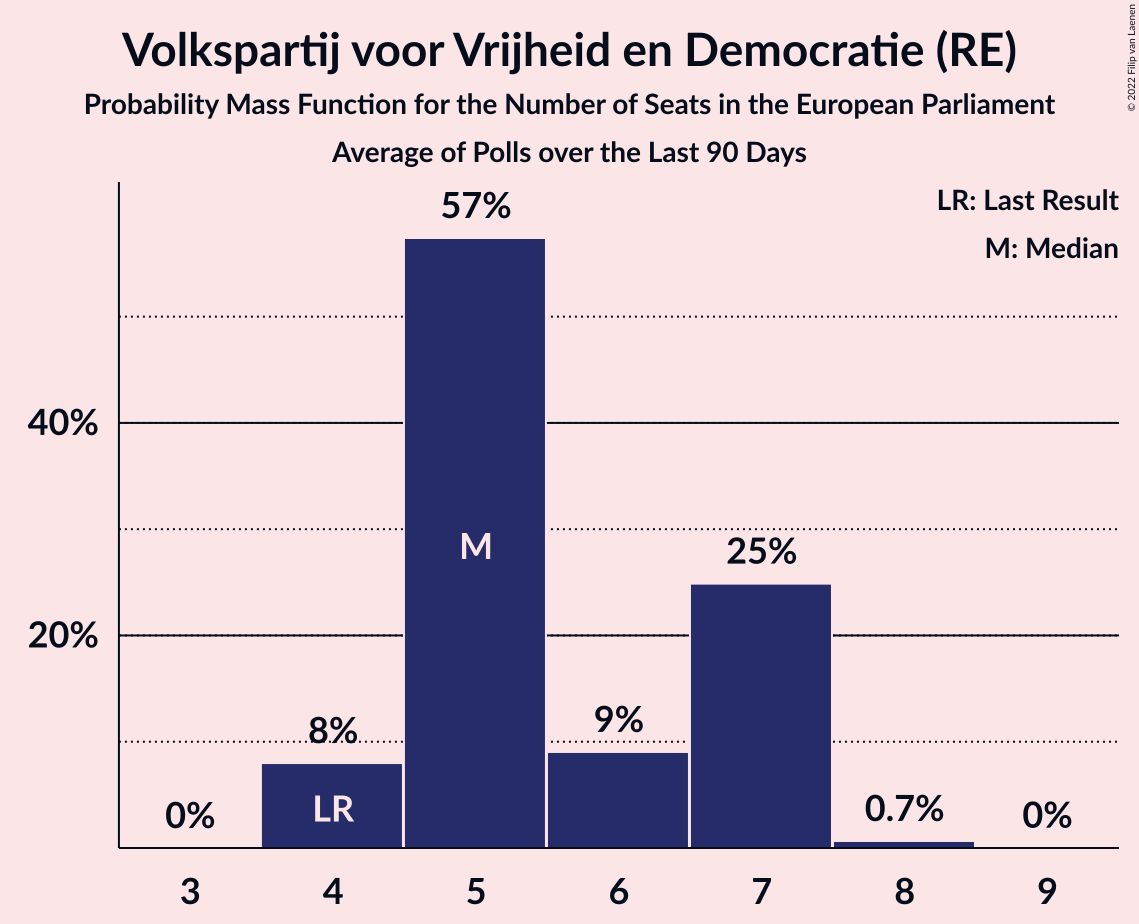 Volkspartij voor Vrijheid en Democratie (RE)
Probability Mass Function for the Number of Seats in the European Parliament
Average of Polls over the Last 90 Days
© 2022 Filip van Laenen
LR: Last Result
M: Median
57%
40%
M
25%
20%
9%
8%
LR
0%
0.7%
0%
3 4 5 6 7 8 9